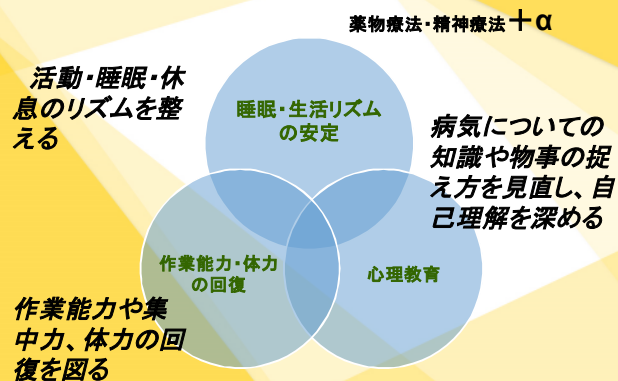 薬物療法・精神療法＋α
活動・睡眠・休
息のリズムを整
える
睡眠・生活リズム
の安定
病気についての
知識や物事の捉
え方を見直し、自
己理解を深める
作業能力・体力
の回復
心理教育
作業能力や集
中力、体力の回
復を図る